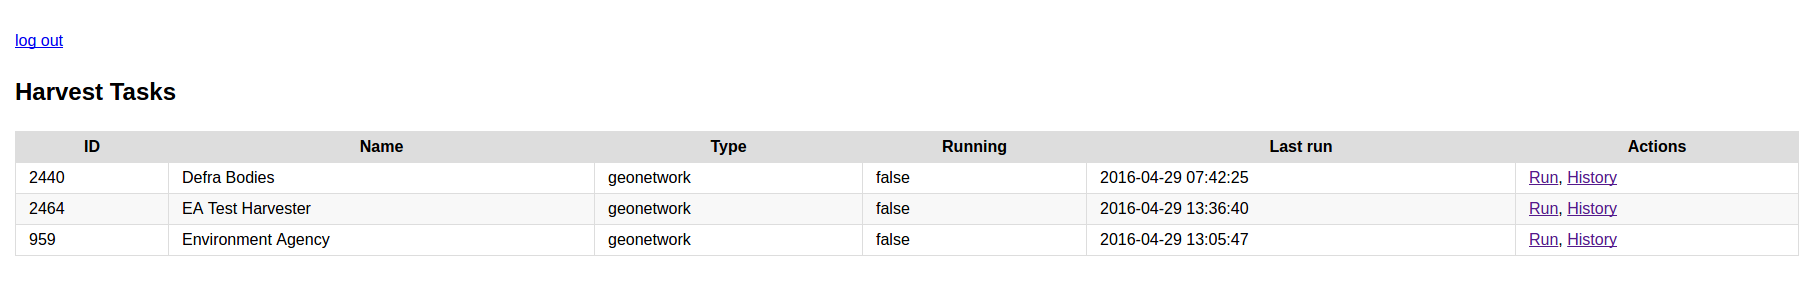 log out
Harvest Tasks
ID Name Type Running Last run Actions
2440 Defra Bodies geonetwork false 2016-04-29 07:42:25 Run, History
2464 EA Test Harvester geonetwork false 2016-04-29 13:36:40 Run, History
959 Environment Agency geonetwork false 2016-04-29 13:05:47 Run, History